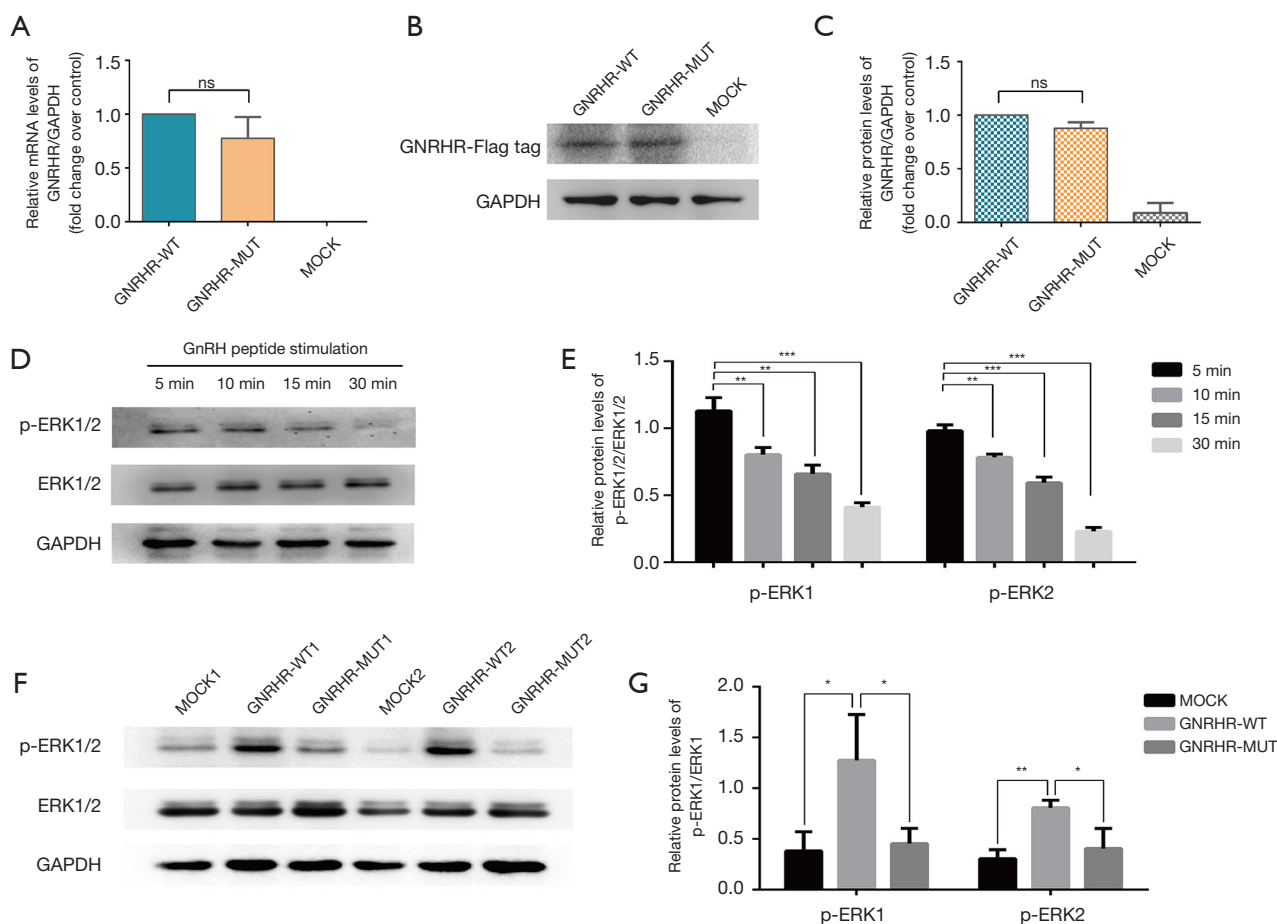 A
Relative mRNA levels of
GNRHR/GAPDH
(fold change over control)
1.0
0.5
0.0
ns
GNRHR-WT
GNRHR-MUT
MOCK
B
GNRHR-WT
GNRHR-MUT
MOCK
GNRHR-Flag tag
GAPDH
C
Relative protein levels of
GNRHR/GAPDH
(fold change over control)
1.0
0.5
0.0
ns
GNRHR-WT
GNRHR-MUT
MOCK
D
GnRH peptide stimulation
5 min 10 min 15 min 30 min
p-ERK1/2
ERK1/2
GAPDH
E
Relative protein levels of
p-ERK1/2/ERK1/2
1.5
1.0
0.5
0.0
***
**
**
***
***
**
p-ERK1 p-ERK2
5 min
10 min
15 min
30 min
F
MOCK1
GNRHR-WT1
GNRHR-MUT1
MOCK2
GNRHR-WT2
GNRHR-MUT2
p-ERK1/2
ERK1/2
GAPDH
G
Relative protein levels of
p-ERK1/ERK1
2.0
1.5
1.0
0.5
0.0
* *
** *
p-ERK1 p-ERK2
MOCK
GNRHR-WT
GNRHR-MUT